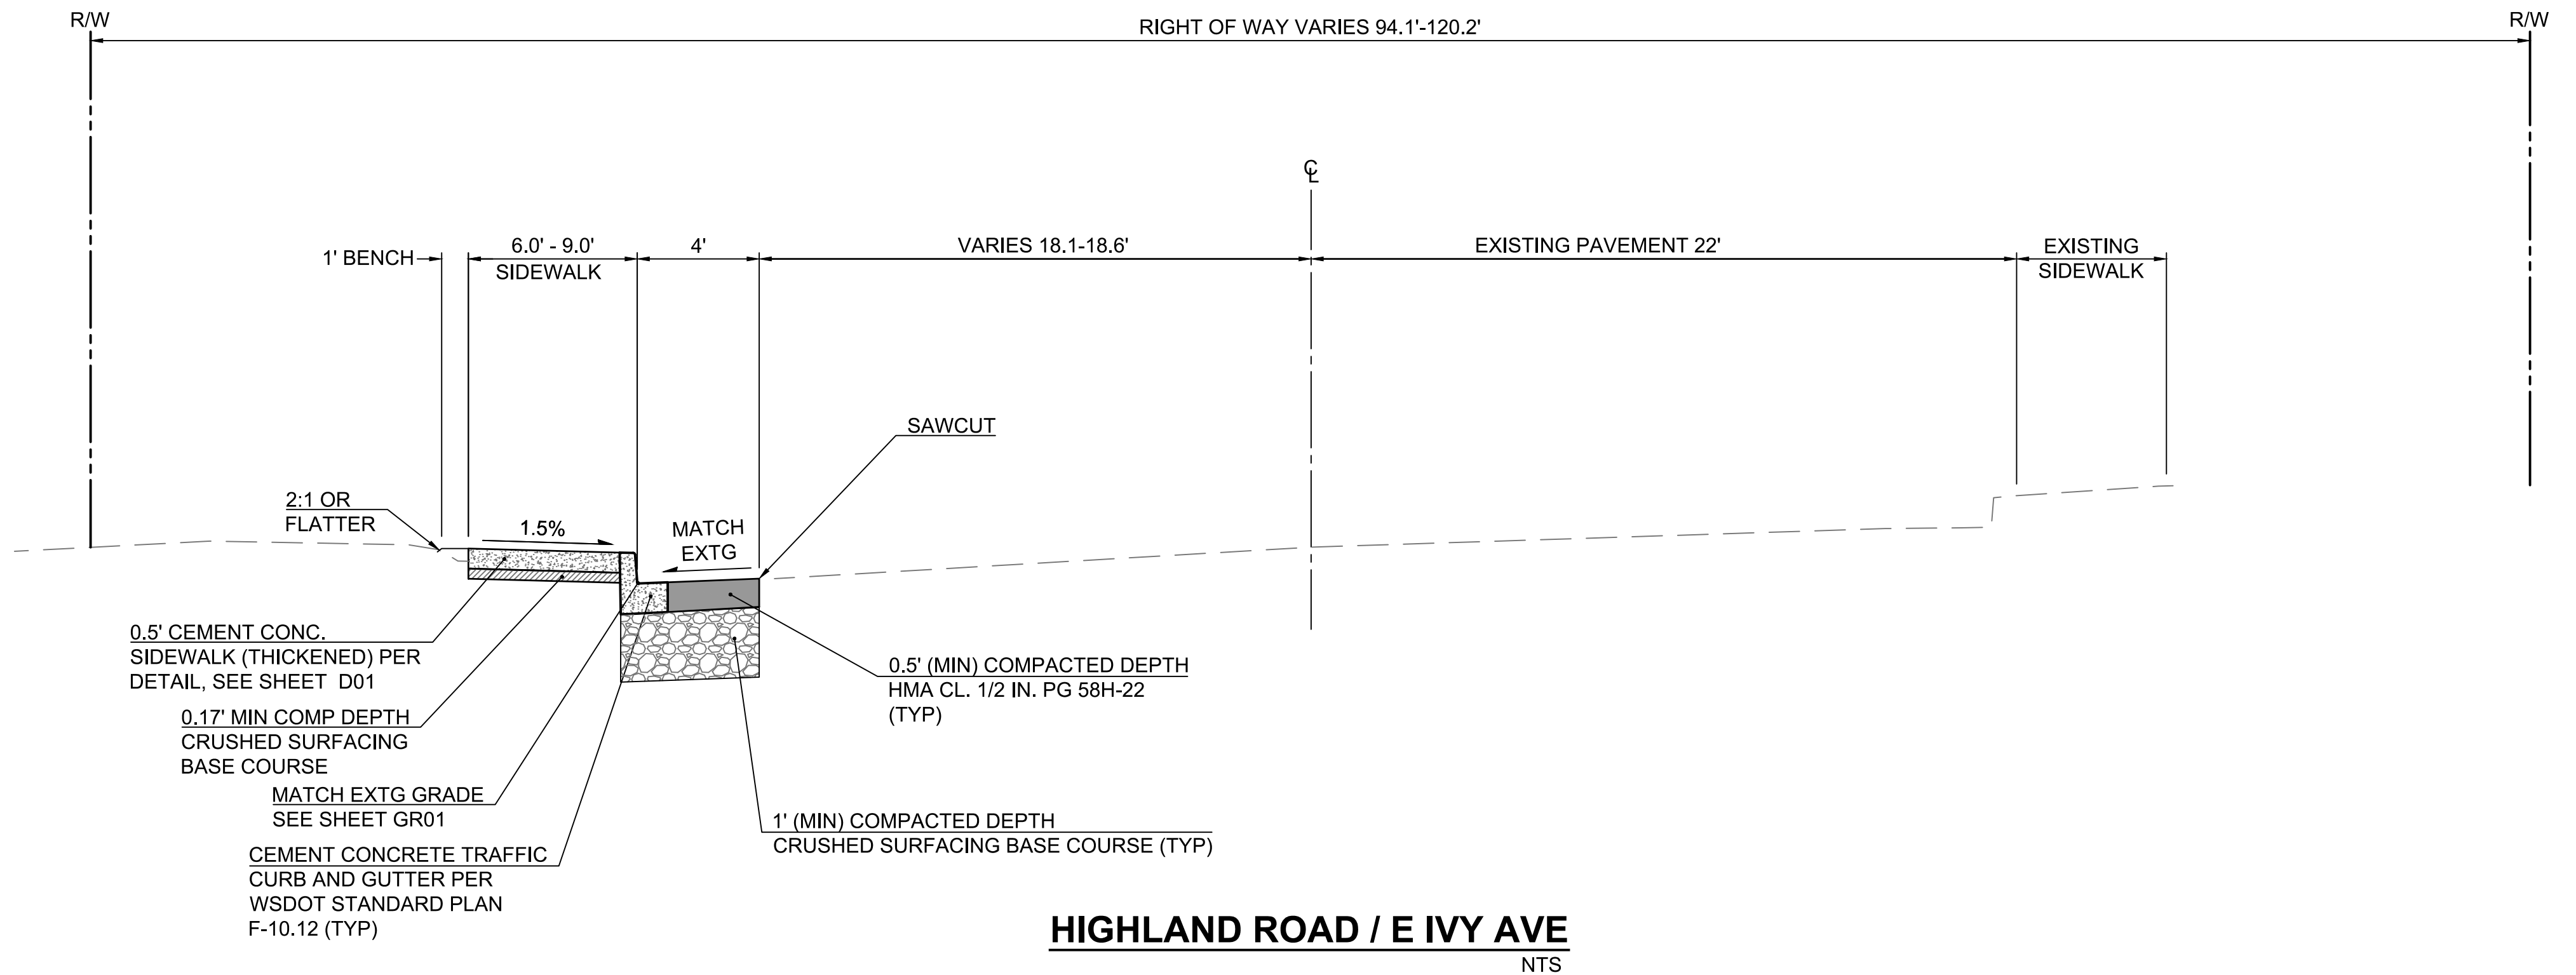 R/W
RIGHT OF WAY VARIES 94.1'-120.2'
R/W
℄
1' BENCH
6.0' - 9.0'
SIDEWALK
4'
VARIES 18.1-18.6'
EXISTING PAVEMENT 22'
EXISTING
SIDEWALK
SAWCUT
2:1 OR
FLATTER
1.5%
MATCH
EXTG
0.5' CEMENT CONC.
SIDEWALK (THICKENED) PER
DETAIL, SEE SHEET D01
0.17' MIN COMP DEPTH
CRUSHED SURFACING
BASE COURSE
MATCH EXTG GRADE
SEE SHEET GR01
CEMENT CONCRETE TRAFFIC
CURB AND GUTTER PER
WSDOT STANDARD PLAN
F-10.12 (TYP)
0.5' (MIN) COMPACTED DEPTH
HMA CL. 1/2 IN. PG 58H-22
(TYP)
1' (MIN) COMPACTED DEPTH
CRUSHED SURFACING BASE COURSE (TYP)
HIGHLAND ROAD / E IVY AVE
NTS